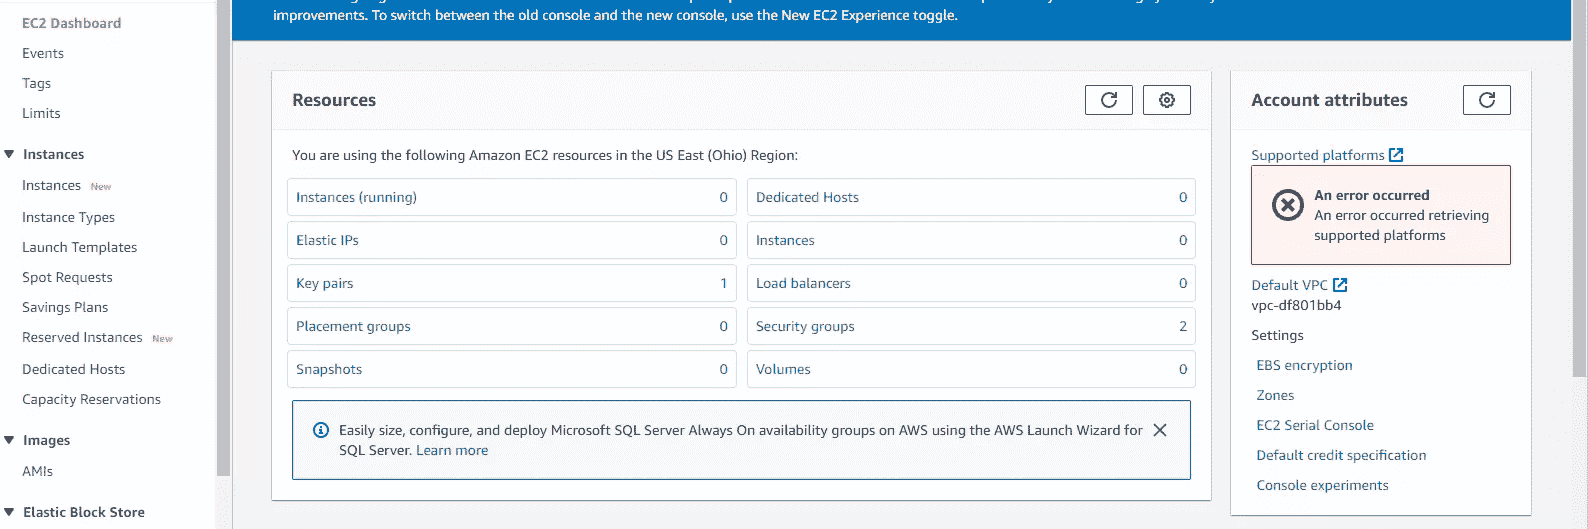 EC2 Dashboard
Events
Tags
Limits
Instances
Instances New
Instance Types
Launch Templates
Spot Requests
Savings Plans
Reserved Instances New
Dedicated Hosts
Capacity Reservations
Images
AMIs
Elastic Block Store
improvements. To switch between the old console and the new console, use the New EC2 Experience toggle.
Resources
You are using the following Amazon EC2 resources in the US East (Ohio) Region:
Instances (running) 0
Dedicated Hosts 0
Elastic IPs 0
Instances 0
Key pairs 1
Load balancers 0
Placement groups 0
Security groups 2
Snapshots 0
Volumes 0
Easily size, configure, and deploy Microsoft SQL Server Always On availability groups on AWS using the AWS Launch Wizard for
SQL Server. Learn more
Account attributes
Supported platforms
An error occurred
An error occurred retrieving
supported platforms
Default VPC
vpc-df801bb4
Settings
EBS encryption
Zones
EC2 Serial Console
Default credit specification
Console experiments